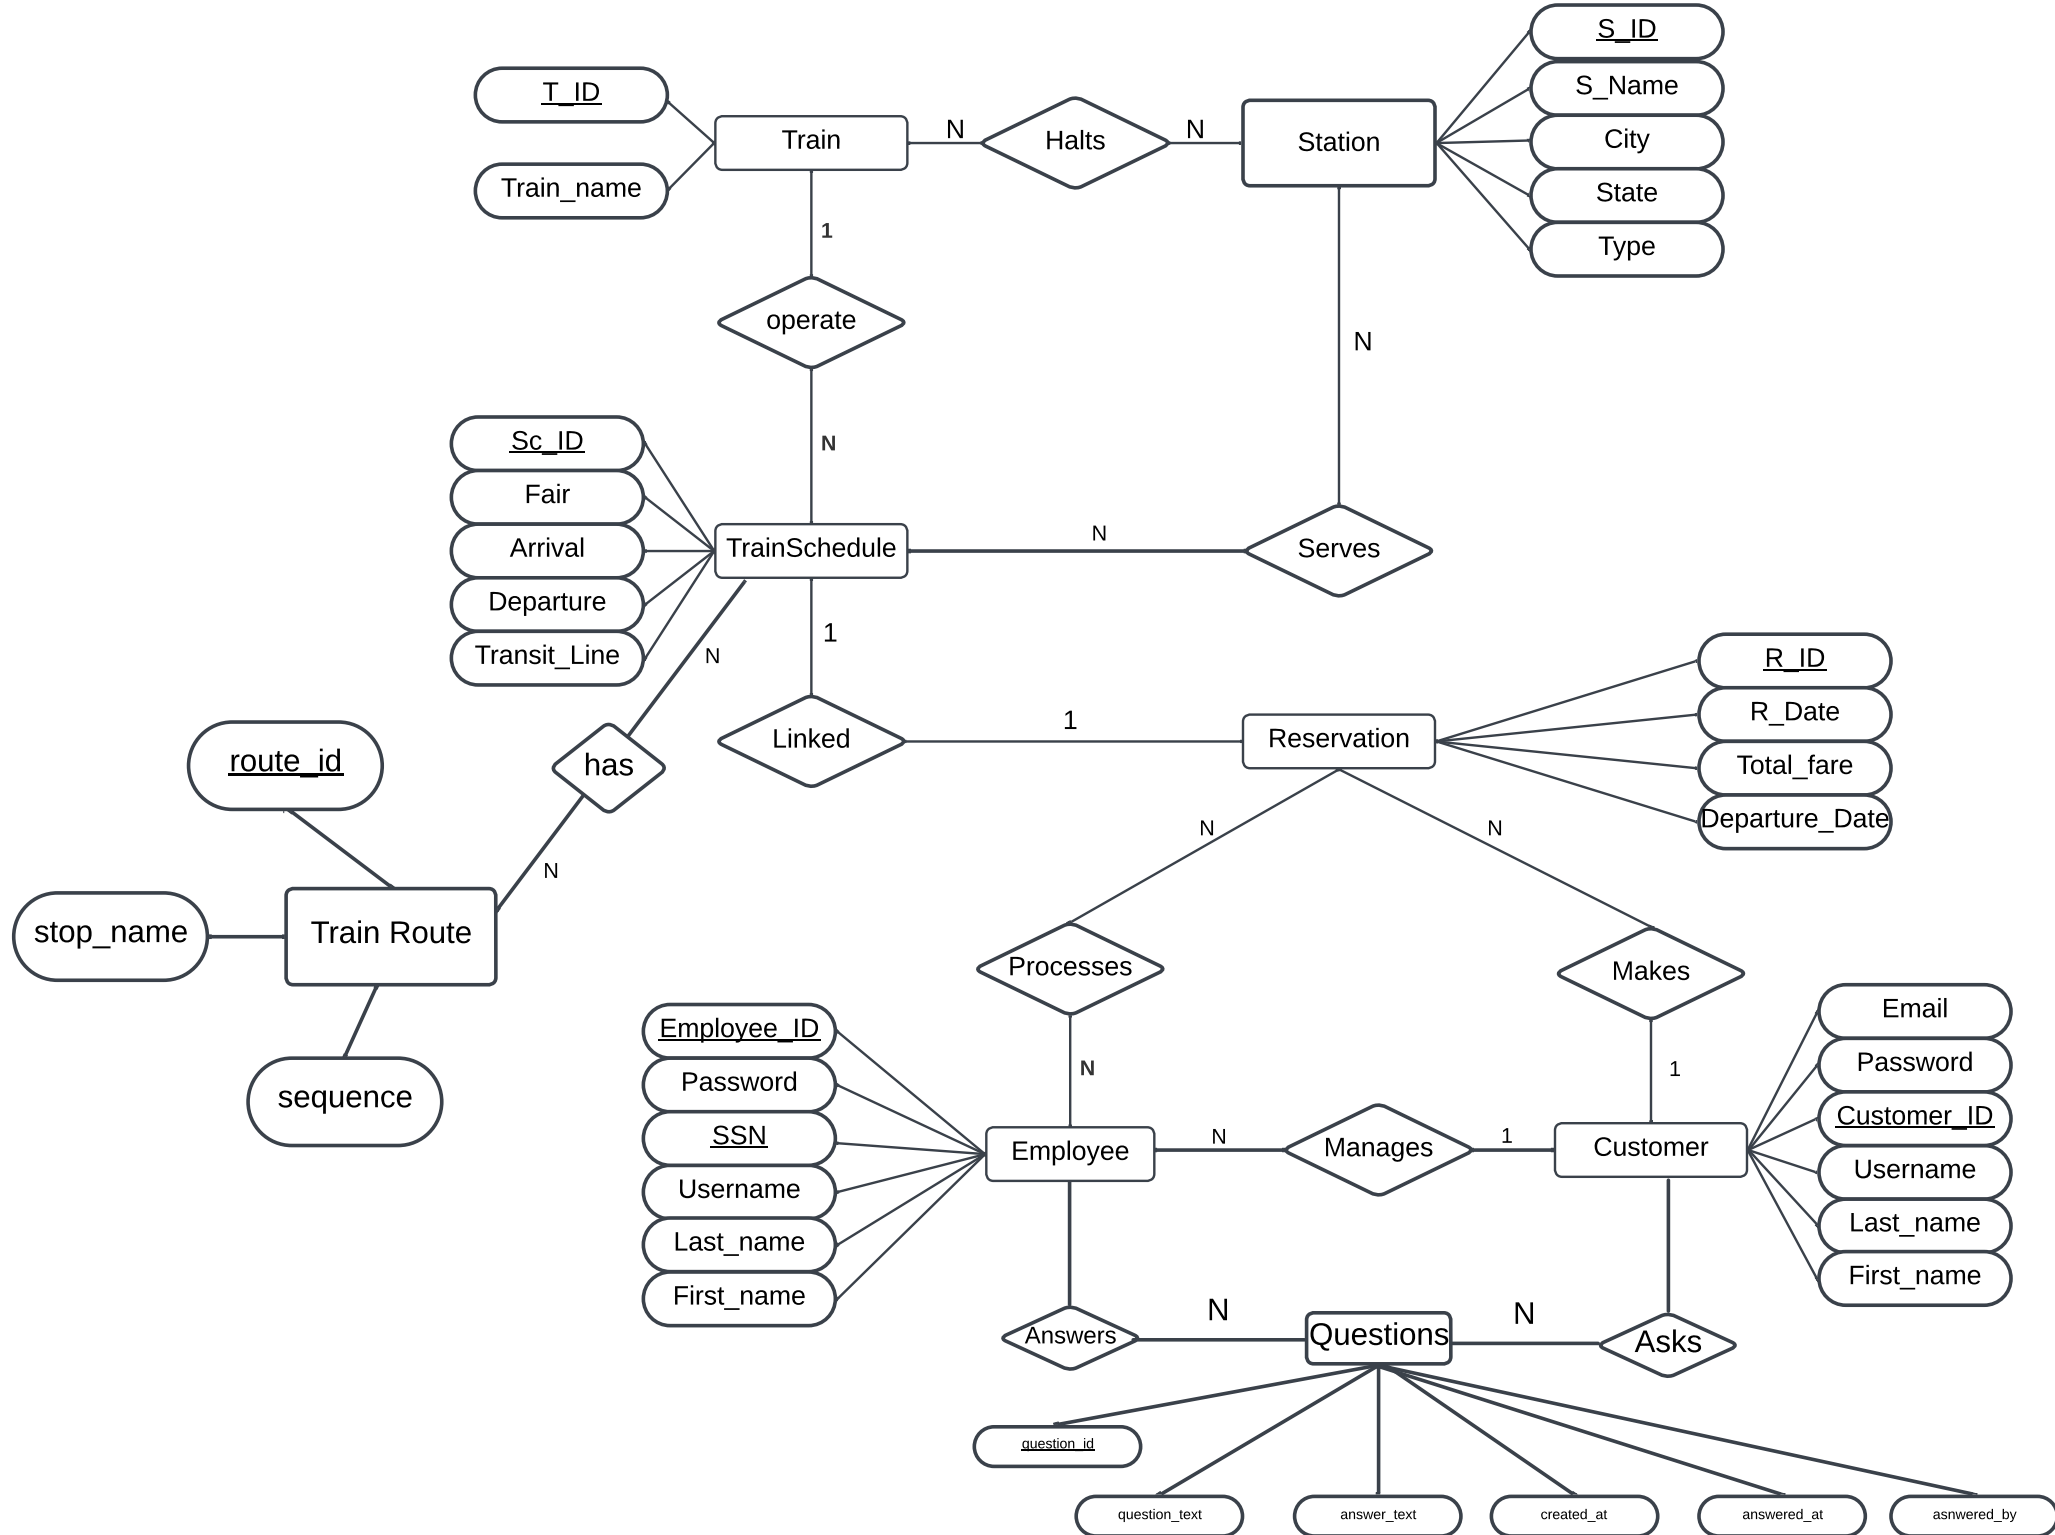 S_ID
S_Name
City
State
Type
T_ID
Train_name
Train
N
Halts
N
Station
1
operate
N
N
Sc_ID
Fair
Arrival
Departure
Transit_Line
TrainSchedule
N
Serves
1
N
Linked
1
Reservation
R_ID
R_Date
Total_fare
Departure_Date
route_id
has
N
stop_name
Train Route
sequence
N
N
Processes
Makes
N
1
Employee_ID
Password
SSN
Username
Last_name
First_name
Employee
N
Manages
1
Customer
Email
Password
Customer_ID
Username
Last_name
First_name
Answers
N
Questions
N
Asks
question_id
question_text
answer_text
created_at
answered_at
asnwered_by